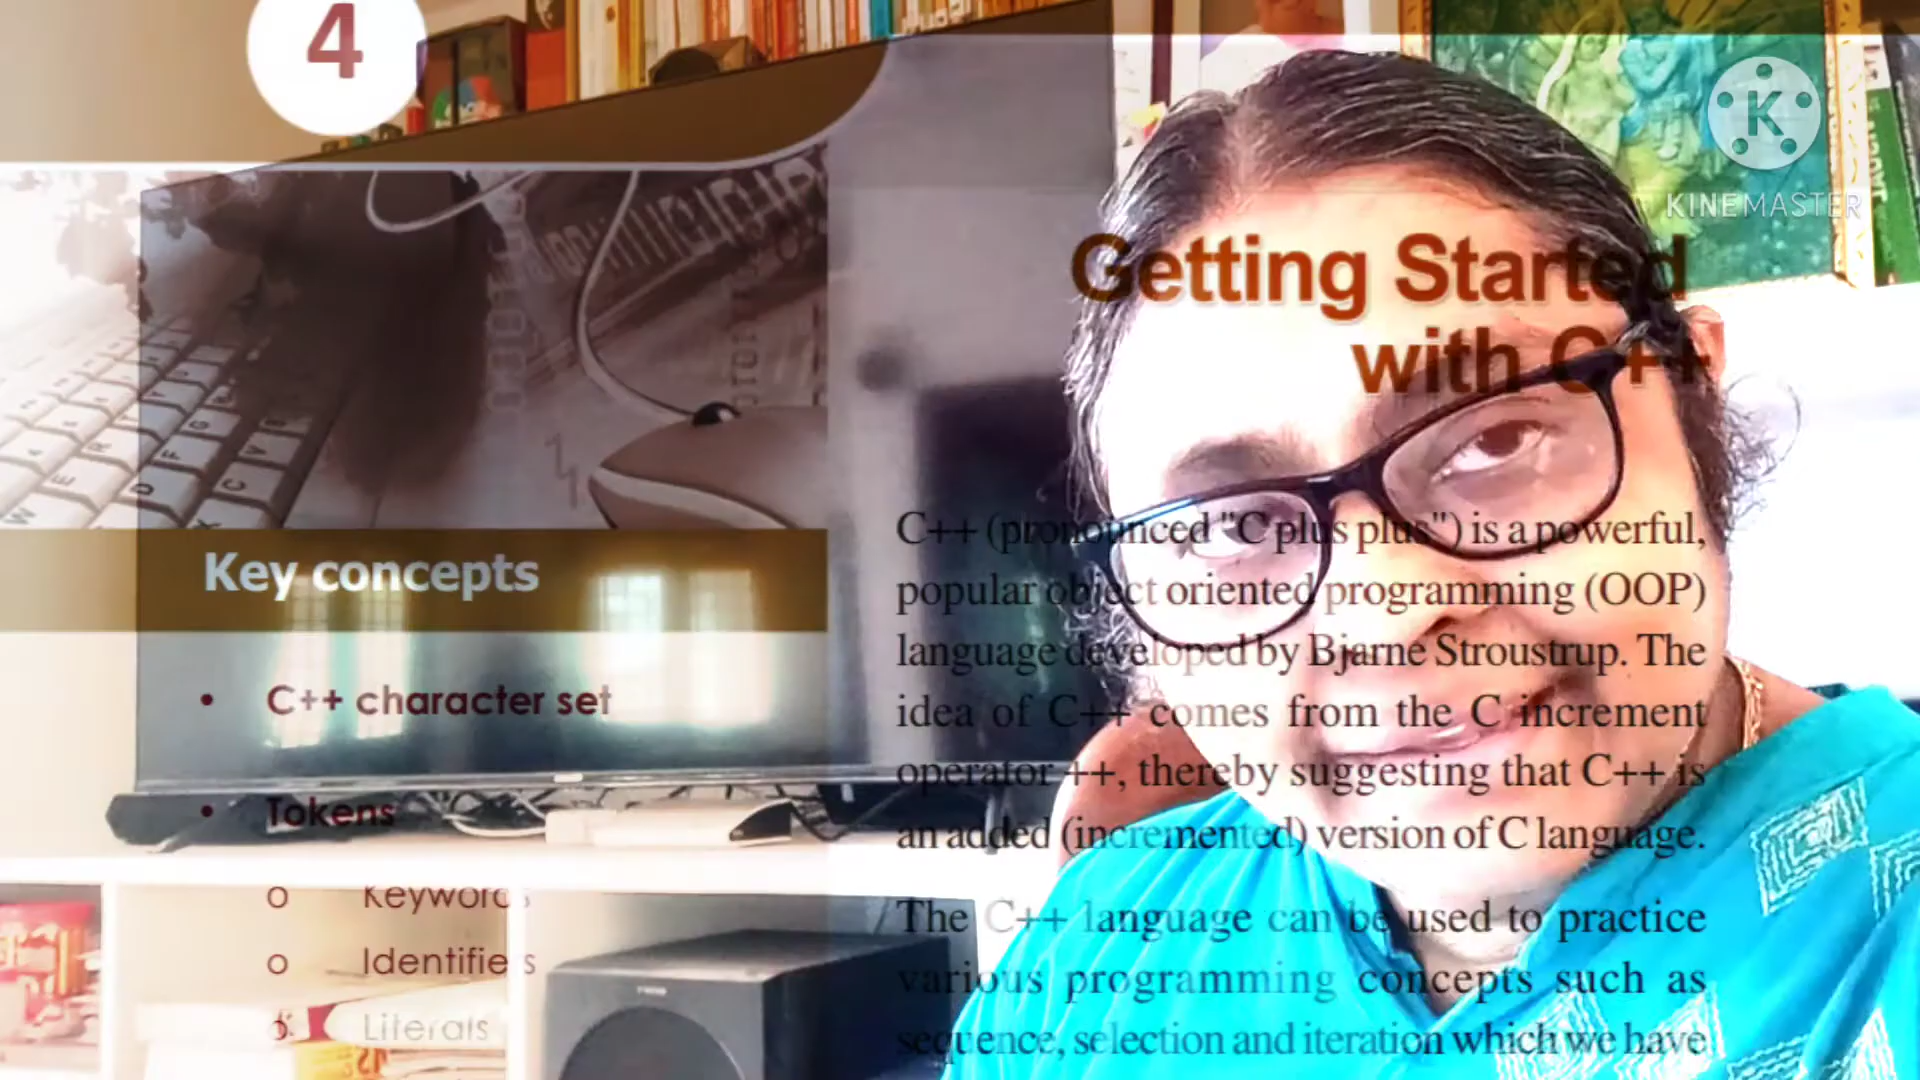 4
KINEMASTER
Getting Started
with C++
Key concepts
• C++ character set
• Tokens
o Keywords
o Identifiers
o Literals
C++ (pronounced "C plus plus") is a powerful,
popular object oriented programming (OOP)
language developed by Bjarne Stroustrup. The
idea of C++ comes from the C increment
operator ++, thereby suggesting that C++ is
an added (incremented) version of C language.
The C++ language can be used to practice
various programming concepts such as
sequence, selection and iteration which we have